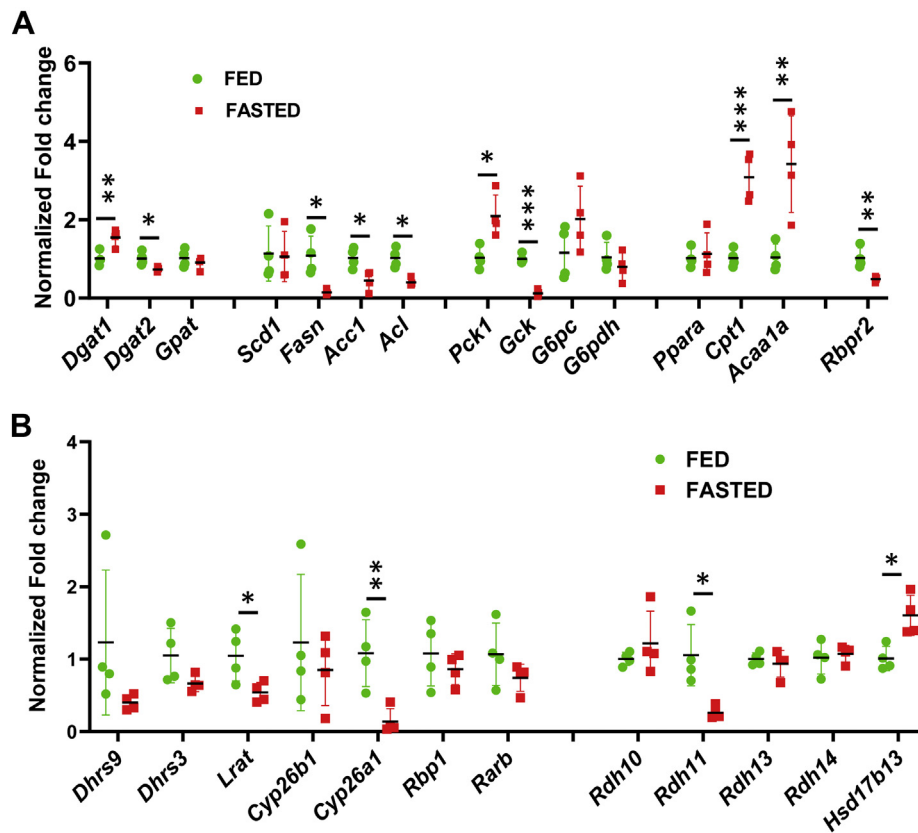 A
Normalized Fold change
6
4
2
0
FED
FASTED
** * * * * * *** *** ** **
Dgat1 Dgat2 Gpat Scd1 Fasn Acc1 Acl Pck1 Gck G6pc G6pdh Ppara Cpt1 Acaa1a Rbpr2
B
Normalized Fold change
4
3
2
1
0
FED
FASTED
* ** * *
Dhrs9 Dhrs3 Lrat Cyp26b1 Cyp26a1 Rbp1 Rarb Rdh10 Rdh11 Rdh13 Rdh14 Hsd17b13